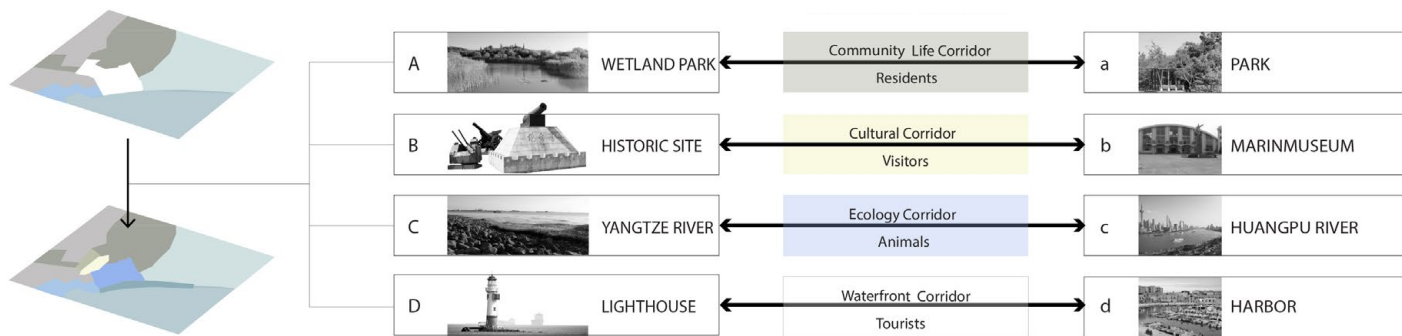 A WETLAND PARK Community Life Corridor Residents a PARK
B HISTORIC SITE Cultural Corridor Visitors b MARINMUSEUM
C YANGTZE RIVER Ecology Corridor Animals c HUANGPU RIVER
D LIGHTHOUSE Waterfront Corridor Tourists d HARBOR